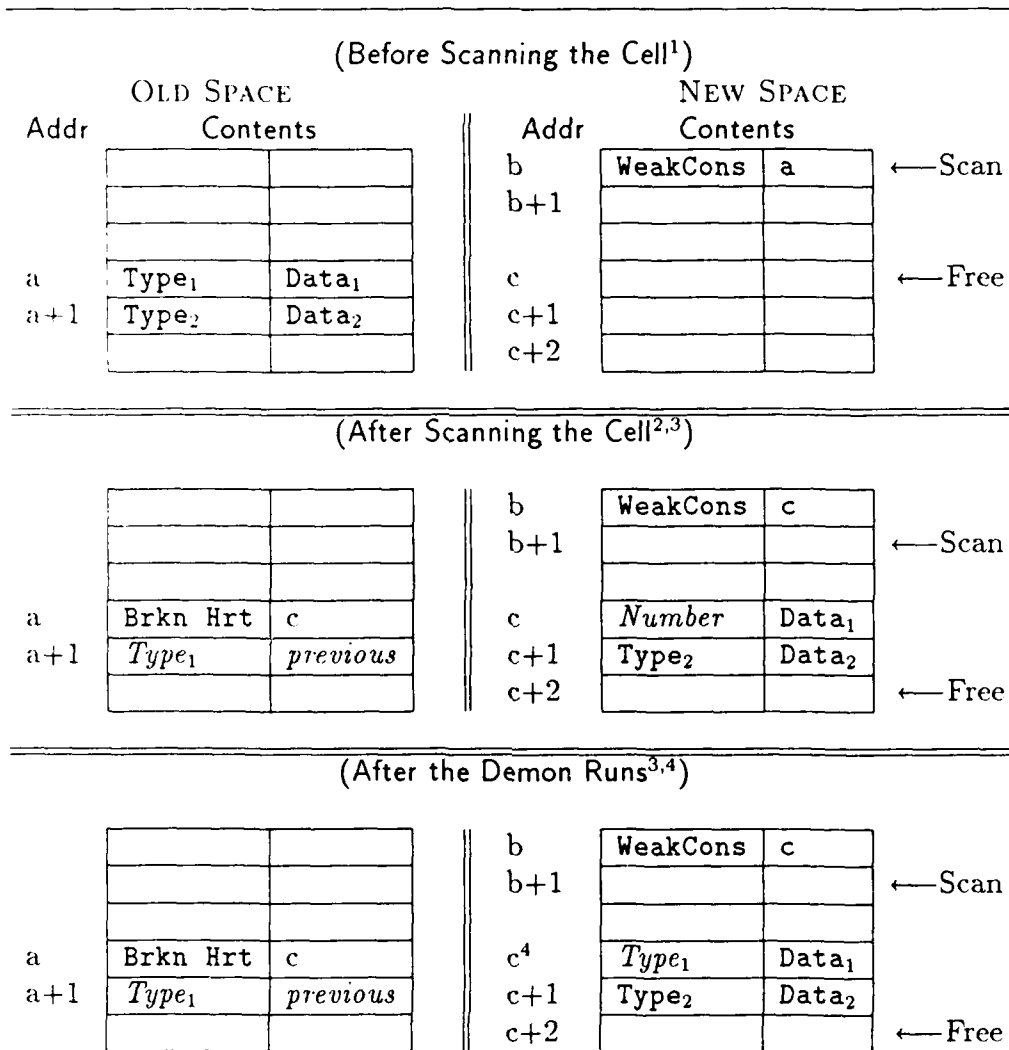 (Before Scanning the Cell¹)
OLD SPACE NEW SPACE
Addr Contents Addr Contents
b WeakCons a ←Scan
b+1
a Type₁ Data₁ c ←Free
a+1 Type₂ Data₂ c+1
c+2
(After Scanning the Cell²,³)
b WeakCons c
b+1 ←Scan
a Brkn Hrt c c Number Data₁
a+1 Type₁ previous c+1 Type₂ Data₂
c+2 ←Free
(After the Demon Runs³,⁴)
b WeakCons c
b+1 ←Scan
a Brkn Hrt c c⁴ Type₁ Data₁
a+1 Type₁ previous c+1 Type₂ Data₂
c+2 ←Free